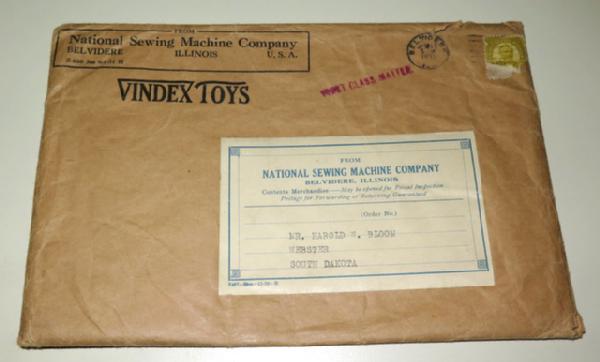 FROM
National Sewing Machine Company
BELVIDERE ILLINOIS U. S. A.
VINDEX TOYS
FIRST CLASS MATTER
BELVIDERE
FROM
NATIONAL SEWING MACHINE COMPANY
BELVIDERE, ILLINOIS
Contents Merchandise—May be opened for Postal Inspection
Postage for Forwarding or Returning Guaranteed
(Order No.)
MR. HAROLD W. BLOOM
WEBSTER
SOUTH DAKOTA